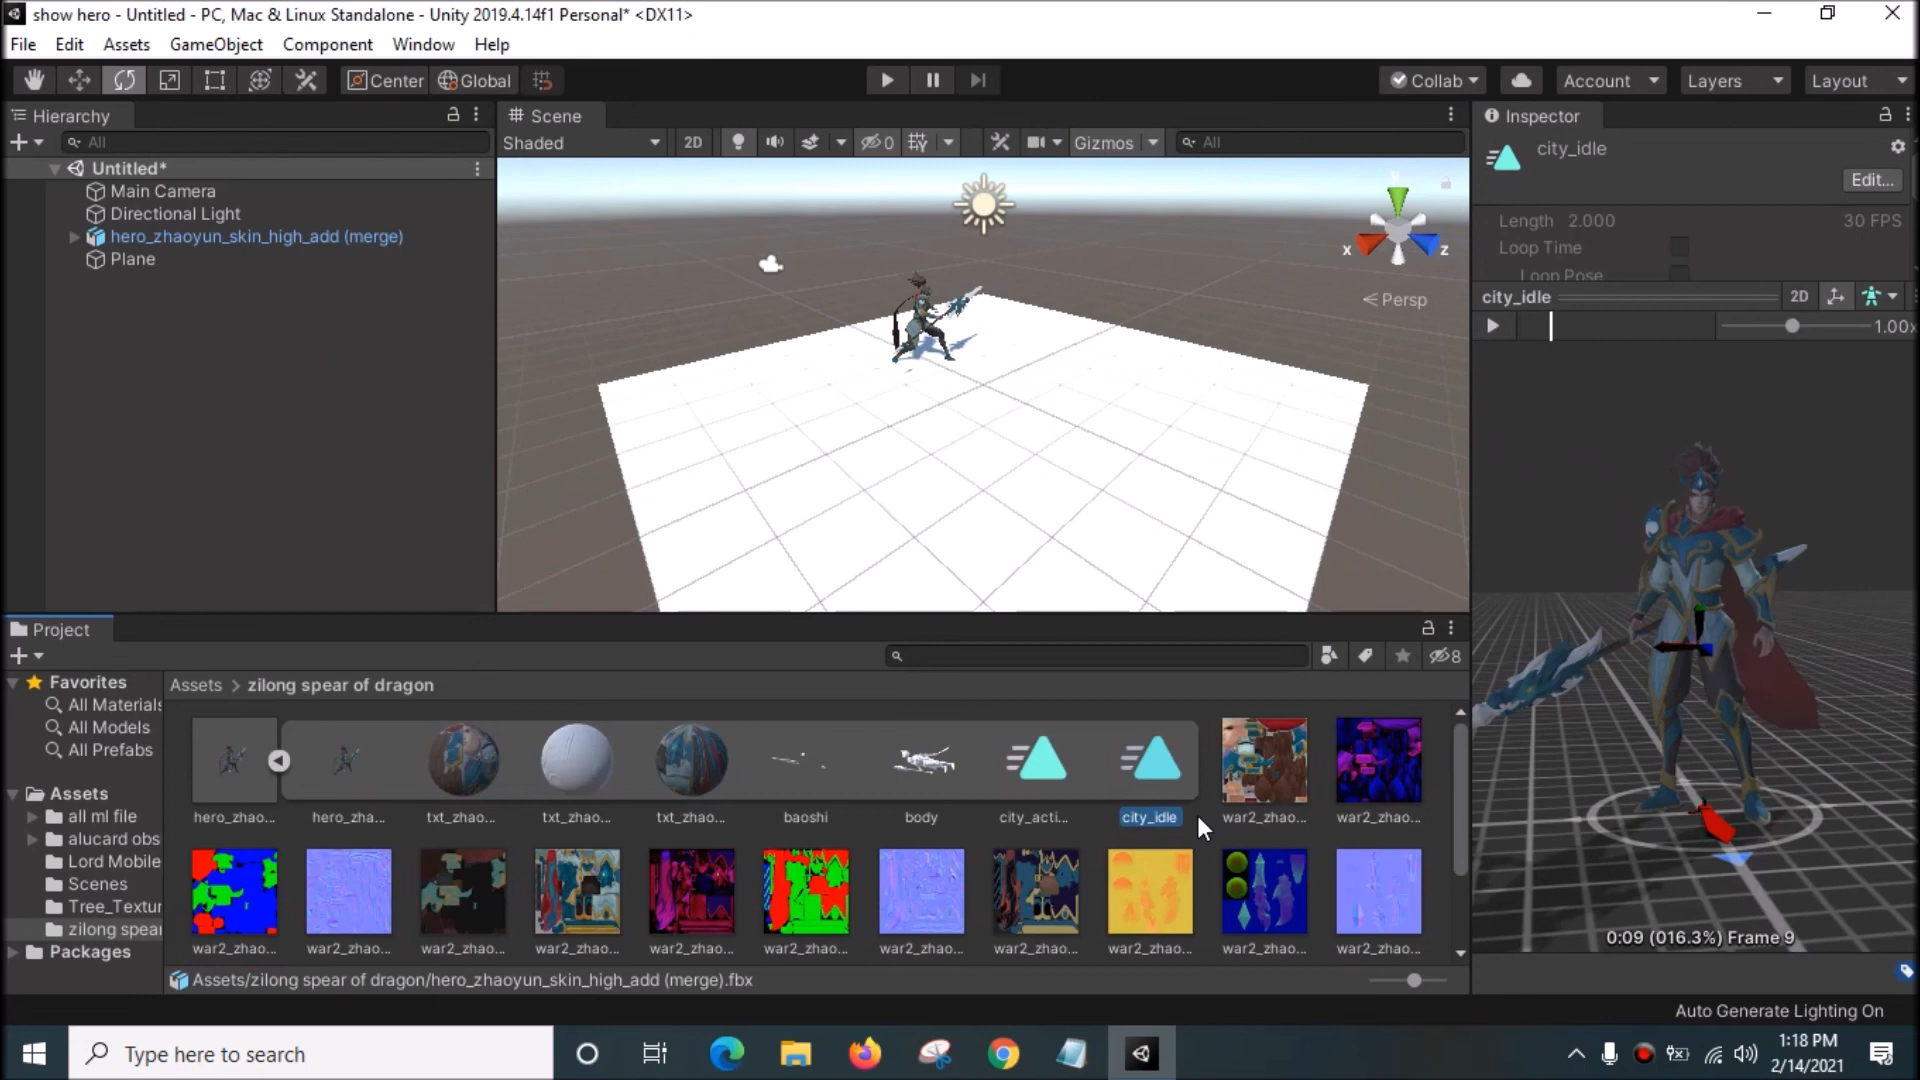 show hero - Untitled - PC, Mac & Linux Standalone - Unity 2019.4.14f1 Personal* <DX11>
File Edit Assets GameObject Component Window Help
Center Global Collab Account Layers Layout
Hierarchy
All
Untitled*
Main Camera
Directional Light
hero_zhaoyun_skin_high_add (merge)
Plane
Scene
Shaded 2D 0 Gizmos All
y
x
z
Persp
Inspector
city_idle
Edit...
Length 2.000 30 FPS
Loop Time
Loop Pose
city_idle 2D
1.00x
0:09 (016.3%) Frame 9
Project
8
Favorites
All Materials
All Models
All Prefabs
Assets
all ml file
alucard obs
Lord Mobile
Scenes
Tree_Textur
zilong spear
Packages
Assets > zilong spear of dragon
hero_zhao... hero_zha... txt_zhao... txt_zhao... txt_zhao... baoshi body city_acti... city_idle war2_zhao... war2_zhao...
war2_zhao... war2_zhao... war2_zhao... war2_zhao... war2_zhao... war2_zhao... war2_zhao... war2_zhao... war2_zhao... war2_zhao... war2_zhao...
Assets/zilong spear of dragon/hero_zhaoyun_skin_high_add (merge).fbx
Auto Generate Lighting On
Type here to search
1:18 PM
2/14/2021